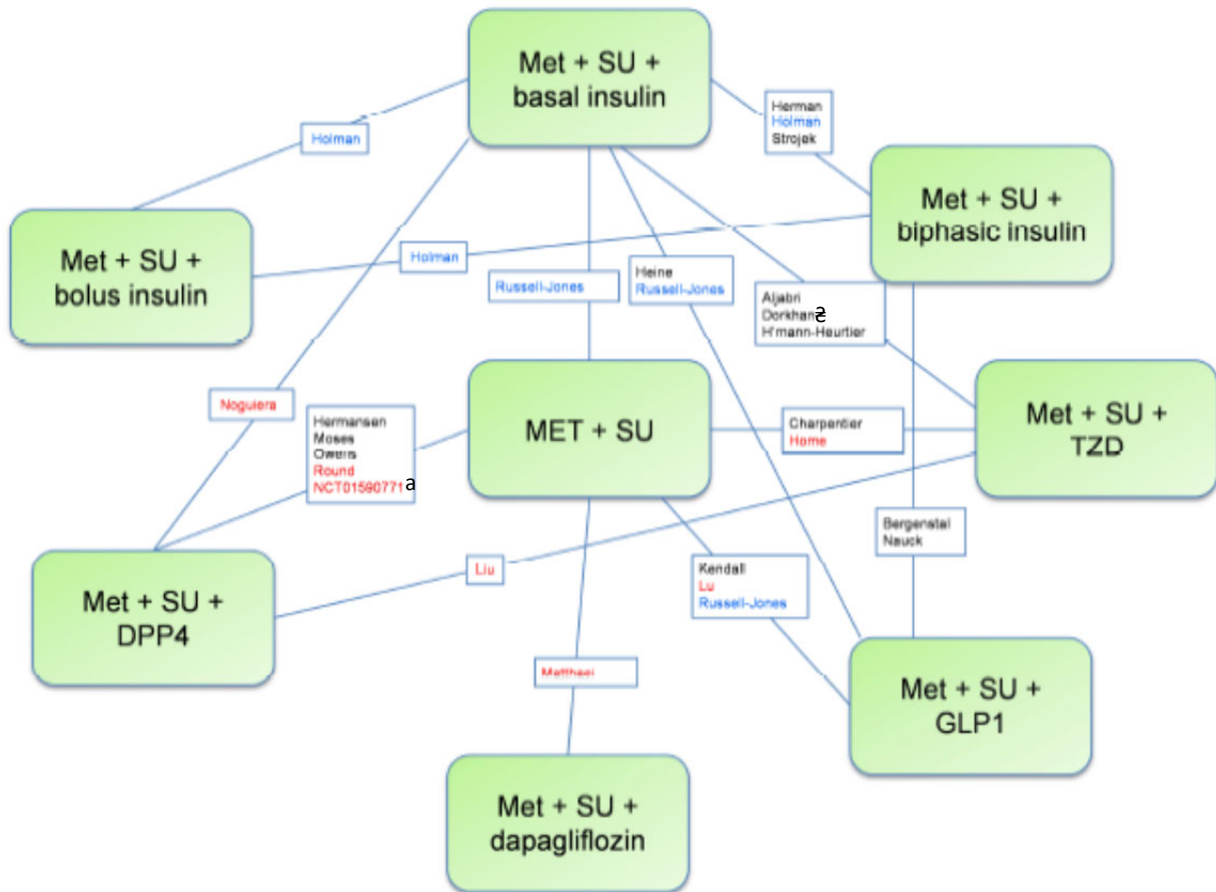 Met + SU +
basal insulin
Herman
Holman
Strojek
Holman
Met + SU +
biphasic insulin
Met + SU +
bolus insulin
Holman
Russell-Jones
Heine
Russell-Jones
Aljabri
Dorkhan
H'mann-Heurtier
Noguiera
Hermansen
Moses
Owens
Round
NCT01590771a
MET + SU
Charpentier
Home
Met + SU +
TZD
Bergenstal
Nauck
Met + SU +
DPP4
Liu
Kendall
Lu
Russell-Jones
Matthaei
Met + SU +
GLP1
Met + SU +
dapagliflozin